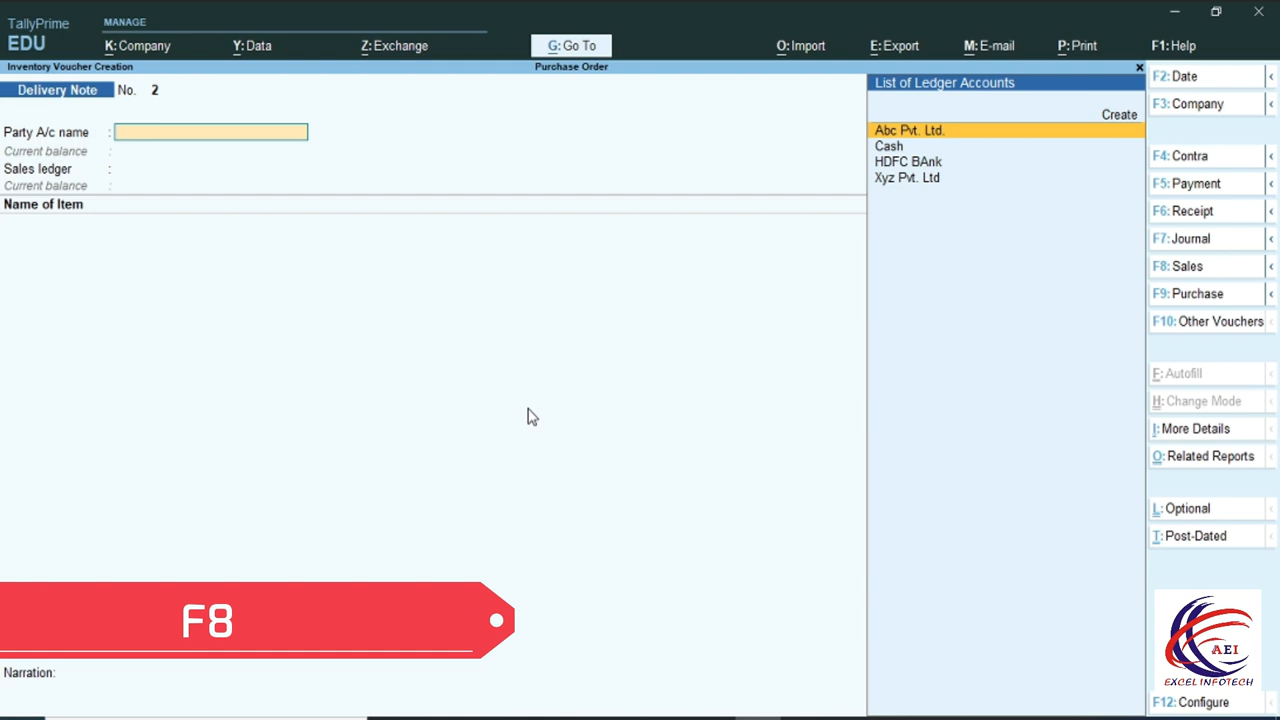 TallyPrime
EDU
MANAGE
K: Company
Y: Data
Z: Exchange
G: Go To
O: Import
E: Export
M: E-mail
P: Print
F1: Help
Inventory Voucher Creation
Purchase Order
Delivery Note No. 2
Party A/c name :
Current balance :
Sales ledger :
Current balance :
Name of Item
List of Ledger Accounts
Create
Abc Pvt. Ltd.
Cash
HDFC BAnk
Xyz Pvt. Ltd
F2: Date
F3: Company
F4: Contra
F5: Payment
F6: Receipt
F7: Journal
F8: Sales
F9: Purchase
F10: Other Vouchers
F: Autofill
H: Change Mode
I: More Details
O: Related Reports
L: Optional
T: Post-Dated
F8
Narration:
AEI
EXCEL INFOTECH
F12: Configure